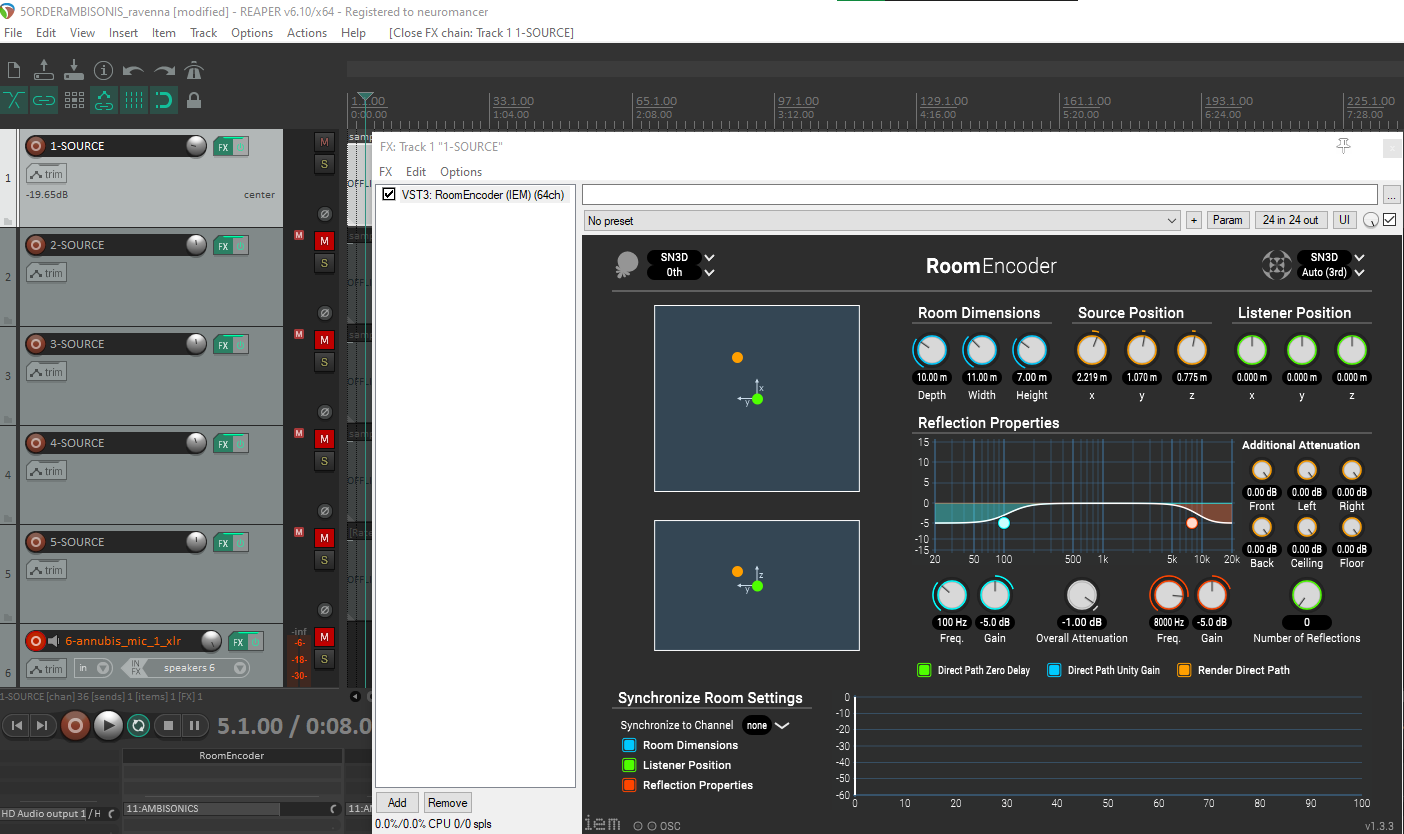 5ORDERaMBISONIS_ravenna [modified] - REAPER v6.10/x64 - Registered to neuromancer
File Edit View Insert Item Track Options Actions Help [Close FX chain: Track 1 1-SOURCE]
1.1.00 33.1.00 65.1.00 97.1.00 129.1.00 161.1.00 193.1.00 225.1.00
0:00.00 1:04.00 2:08.00 3:12.00 4:16.00 5:20.00 6:24.00 7:28.00
1
1-SOURCE
FX
M
trim
S
-19.65dB
center
2
2-SOURCE
FX
M
M
trim
S
3
3-SOURCE
FX
M
M
trim
S
4
4-SOURCE
FX
M
M
trim
S
5
5-SOURCE
FX
M
M
trim
S
6
6-annubis_mic_1_xlr
FX
-inf
-6-
-18-
-30-
M
trim
in
IN
FX
speakers 6
S
1-SOURCE [chan] 36 [sends] 1 [items] 1 [FX] 1
5.1.00 / 0:08.0
RoomEncoder
HD Audio output 1 / H
11:AMBISONICS
FX: Track 1 "1-SOURCE"
FX Edit Options
VST3: RoomEncoder (IEM) (64ch)
...
No preset
+
Param
24 in 24 out
UI
SN3D
0th
RoomEncoder
SN3D
Auto (3rd)
Room Dimensions Source Position Listener Position
10.00 m 11.00 m 7.00 m 2.219 m 1.070 m 0.775 m 0.000 m 0.000 m 0.000 m
Depth Width Height x y z x y z
x
y
z
y
Reflection Properties
15
10
5
0
-5
-10
-15
20 50 100 500 1k 5k 10k 20k
Additional Attenuation
0.00 dB 0.00 dB 0.00 dB
Front Left Right
0.00 dB 0.00 dB 0.00 dB
Back Ceiling Floor
100 Hz -5.0 dB -1.00 dB 8000 Hz -5.0 dB 0
Freq. Gain Overall Attenuation Freq. Gain Number of Reflections
Direct Path Zero Delay Direct Path Unity Gain Render Direct Path
Synchronize Room Settings
Synchronize to Channel none
Room Dimensions
Listener Position
Reflection Properties
0
-10
-20
-30
-40
-50
-60
0 10 20 30 40 50 60 70 80 90 100
Add
Remove
0.0%/0.0% CPU 0/0 spls
iem
OSC
v1.3.3